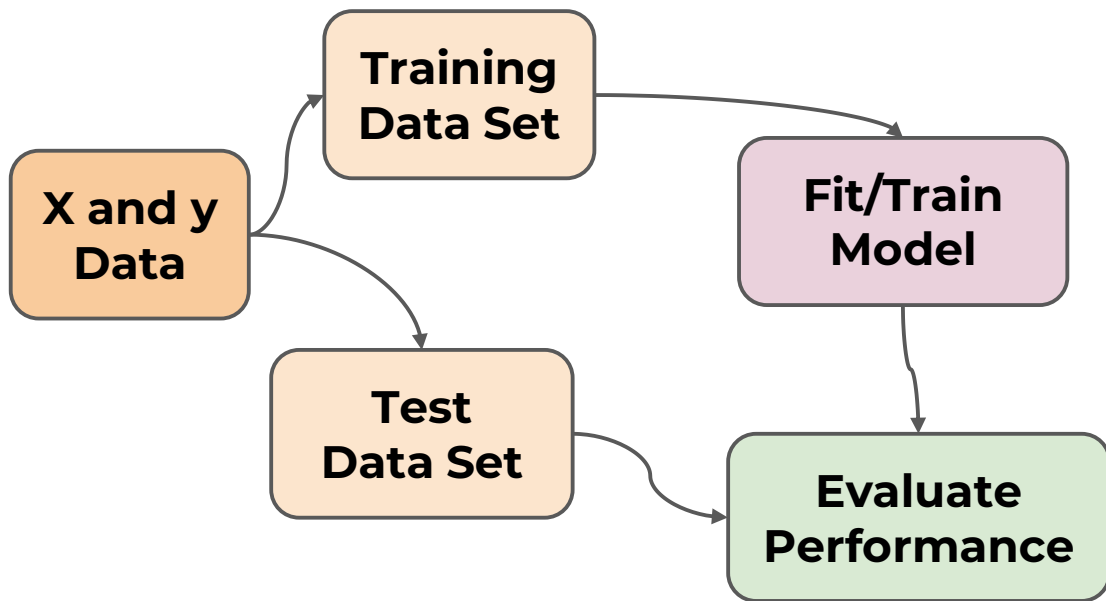 Training
Data Set
X and y
Data
Fit/Train
Model
Test
Data Set
Evaluate
Performance